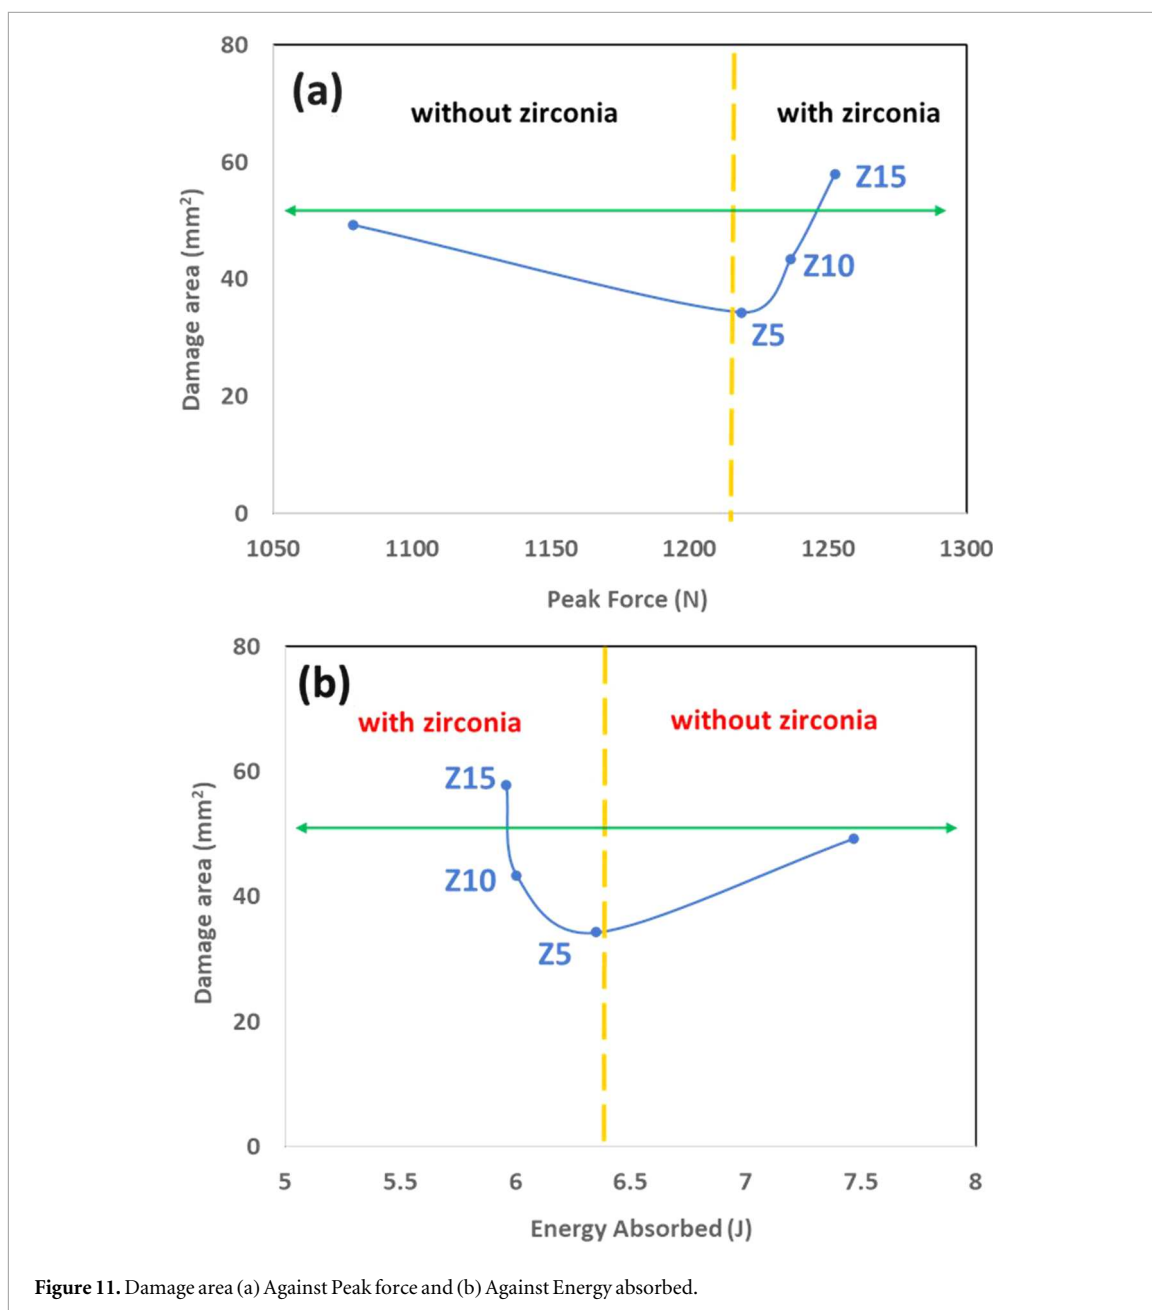 80
(a)
without zirconia
with zirconia
60
Z15
Z10
40
Z5
20
0
Damage area (mm²)
1050 1100 1150 1200 1250 1300
Peak Force (N)
80
(b)
with zirconia
without zirconia
60
Z15
Z10
40
Z5
20
0
Damage area (mm²)
5 5.5 6 6.5 7 7.5 8
Energy Absorbed (J)
Figure 11. Damage area (a) Against Peak force and (b) Against Energy absorbed.